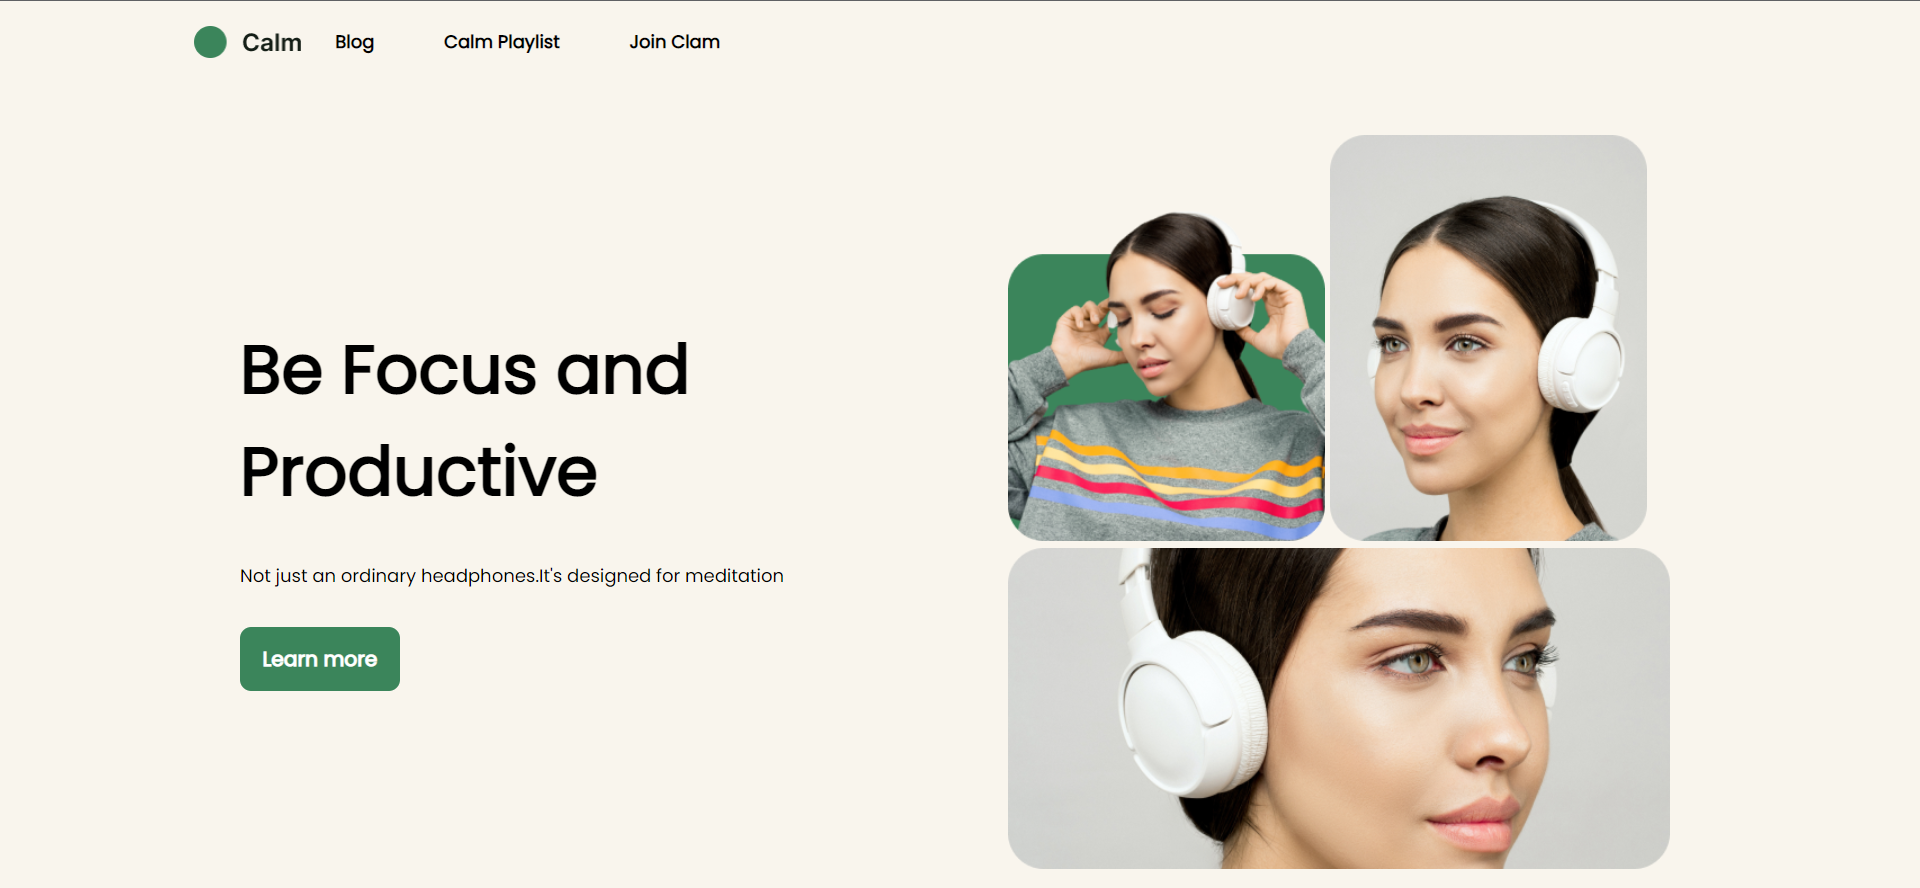 Calm Blog Calm Playlist Join Clam
Be Focus and
Productive
Not just an ordinary headphones.It's designed for meditation
Learn more